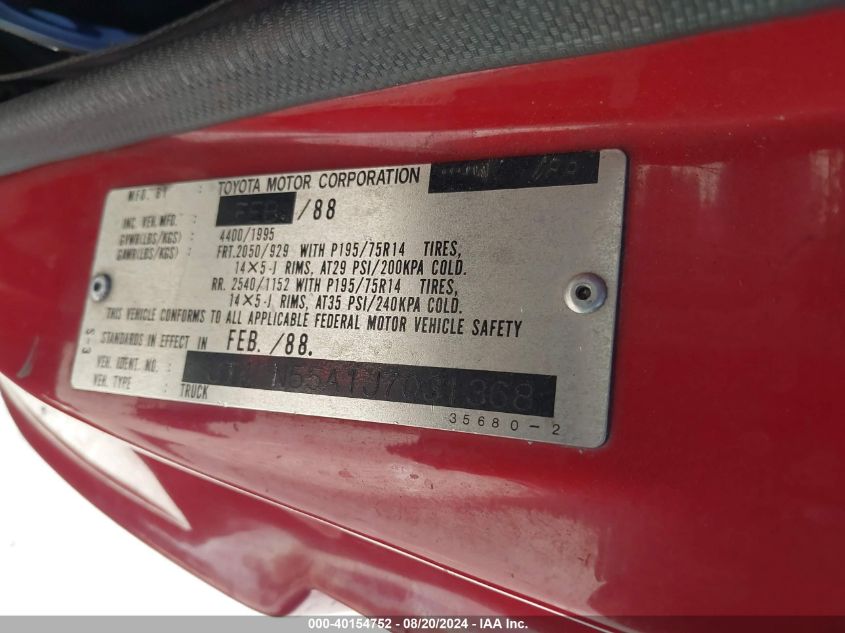 MFD. BY : TOYOTA MOTOR CORPORATION
FEB. /88
INC. VEH. MFD. :
GVWR(LBS/KGS) : 4400/1995
GAWR(LBS/KGS) : FRT. 2050/929 WITH P195/75R14 TIRES,
14×5-J RIMS, AT29 PSI/200KPA COLD.
RR. 2540/1152 WITH P195/75R14 TIRES,
14×5-J RIMS, AT35 PSI/240KPA COLD.
THIS VEHICLE CONFORMS TO ALL APPLICABLE FEDERAL MOTOR VEHICLE SAFETY
STANDARDS IN EFFECT IN FEB. /88.
VEH. IDENT. NO. :
VEH. TYPE : TRUCK
35680-2
000-40154752 - 08/20/2024 - IAA Inc.